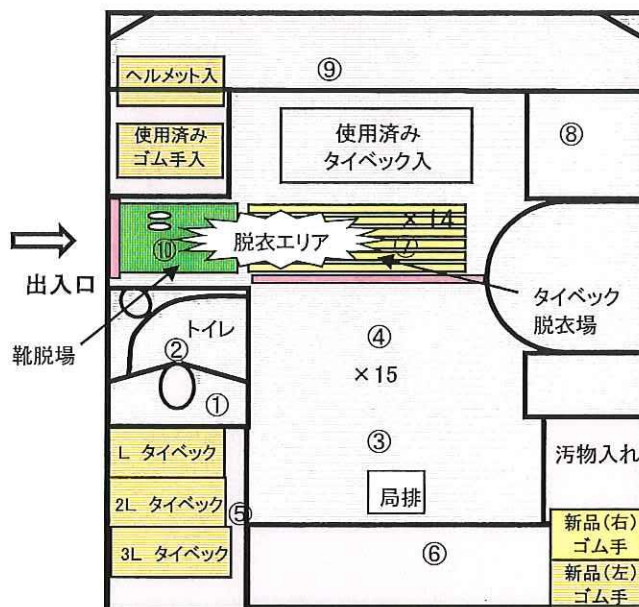 ⑨
ヘルメット入
使用済み
ゴム手入
使用済み
タイベック入
⑧
×14
⑩
脱衣エリア
⑦
出入口
タイベック
脱衣場
靴脱場
トイレ
②
①
④
×15
③
局排
L タイベック
2L タイベック
3L タイベック
⑤
⑥
汚物入れ
新品(右)
ゴム手
新品(左)
ゴム手